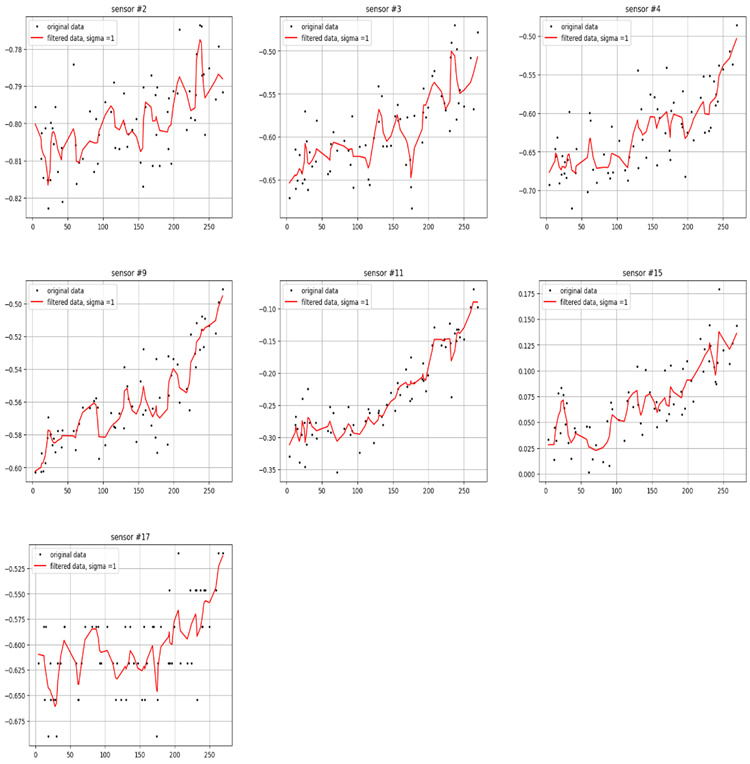 sensor #2
original data
filtered data, sigma =1
−0.78
−0.79
−0.80
−0.81
−0.82
0 50 100 150 200 250
sensor #3
original data
filtered data, sigma =1
−0.50
−0.55
−0.60
−0.65
0 50 100 150 200 250
sensor #4
original data
filtered data, sigma =1
−0.50
−0.55
−0.60
−0.65
−0.70
0 50 100 150 200 250
sensor #9
original data
filtered data, sigma =1
−0.50
−0.52
−0.54
−0.56
−0.58
−0.60
0 50 100 150 200 250
sensor #11
original data
filtered data, sigma =1
−0.10
−0.15
−0.20
−0.25
−0.30
−0.35
0 50 100 150 200 250
sensor #15
original data
filtered data, sigma =1
0.175
0.150
0.125
0.100
0.075
0.050
0.025
0.000
0 50 100 150 200 250
sensor #17
original data
filtered data, sigma =1
−0.525
−0.550
−0.575
−0.600
−0.625
−0.650
−0.675
0 50 100 150 200 250